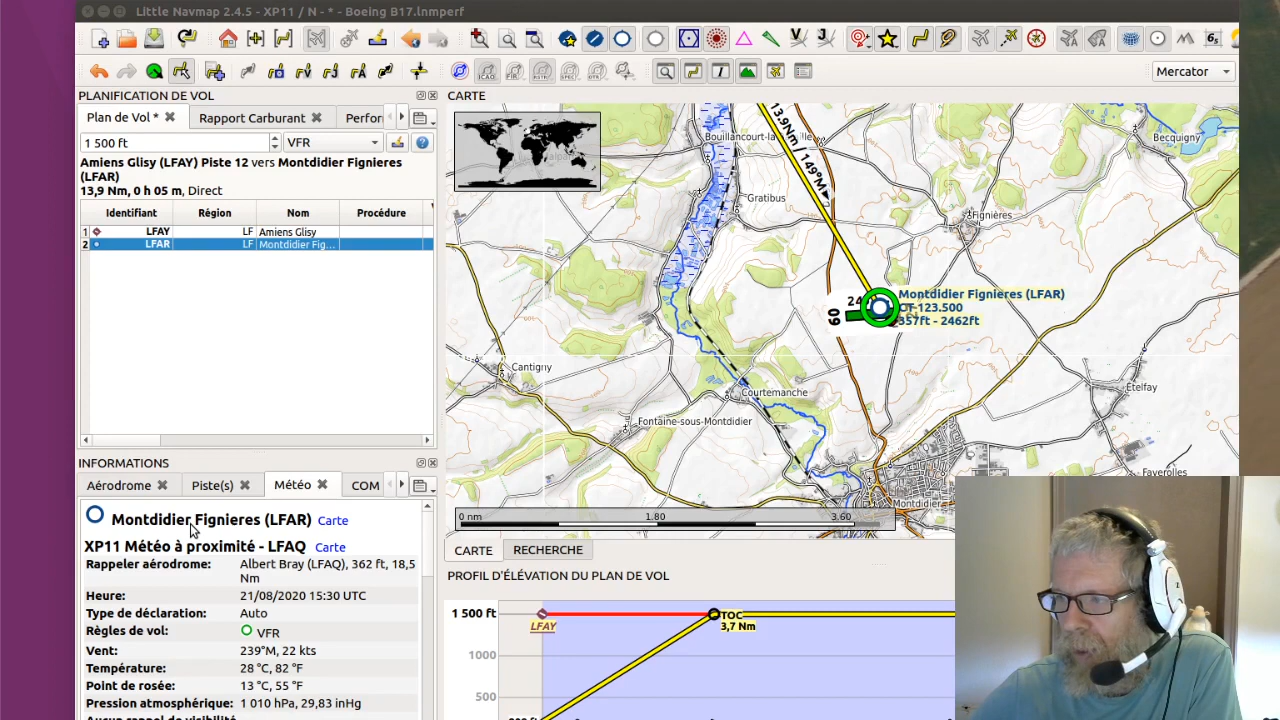 Little Navmap 2.4.5 - XP11 / N - * - Boeing B17.lnmperf
Mercator
PLANIFICATION DE VOL
Plan de Vol *
Rapport Carburant
Perfor
1 500 ft
VFR
Amiens Glisy (LFAY) Piste 12 vers Montdidier Fignieres
(LFAR)
13,9 Nm, 0 h 05 m, Direct
Identifiant Région Nom Procédure
1 LFAY LF Amiens Glisy
2 LFAR LF Montdidier Fig...
INFORMATIONS
Aérodrome
Piste(s)
Météo
COM
Montdidier Fignieres (LFAR) Carte
XP11 Météo à proximité - LFAQ Carte
Rappeler aérodrome: Albert Bray (LFAQ), 362 ft, 18,5
Nm
Heure: 21/08/2020 15:30 UTC
Type de déclaration: Auto
Règles de vol: VFR
Vent: 239°M, 22 kts
Température: 28 °C, 82 °F
Point de rosée: 13 °C, 55 °F
Pression atmosphérique: 1 010 hPa, 29,83 inHg
CARTE
Becquigny
13.9Nm | 149°M
Gratibus
Fignières
Montdidier Fignieres (LFAR)
CT 123.500
357ft - 2462ft
24
09
Cantigny
Courtemanche
Fontaine-sous-Montdidier
Etelfay
Faverolles
Montdidier
0 nm 1.80 3.60
CARTE
RECHERCHE
PROFIL D'ÉLÉVATION DU PLAN DE VOL
1 500 ft
LFAY
TOC
3,7 Nm
1000
500